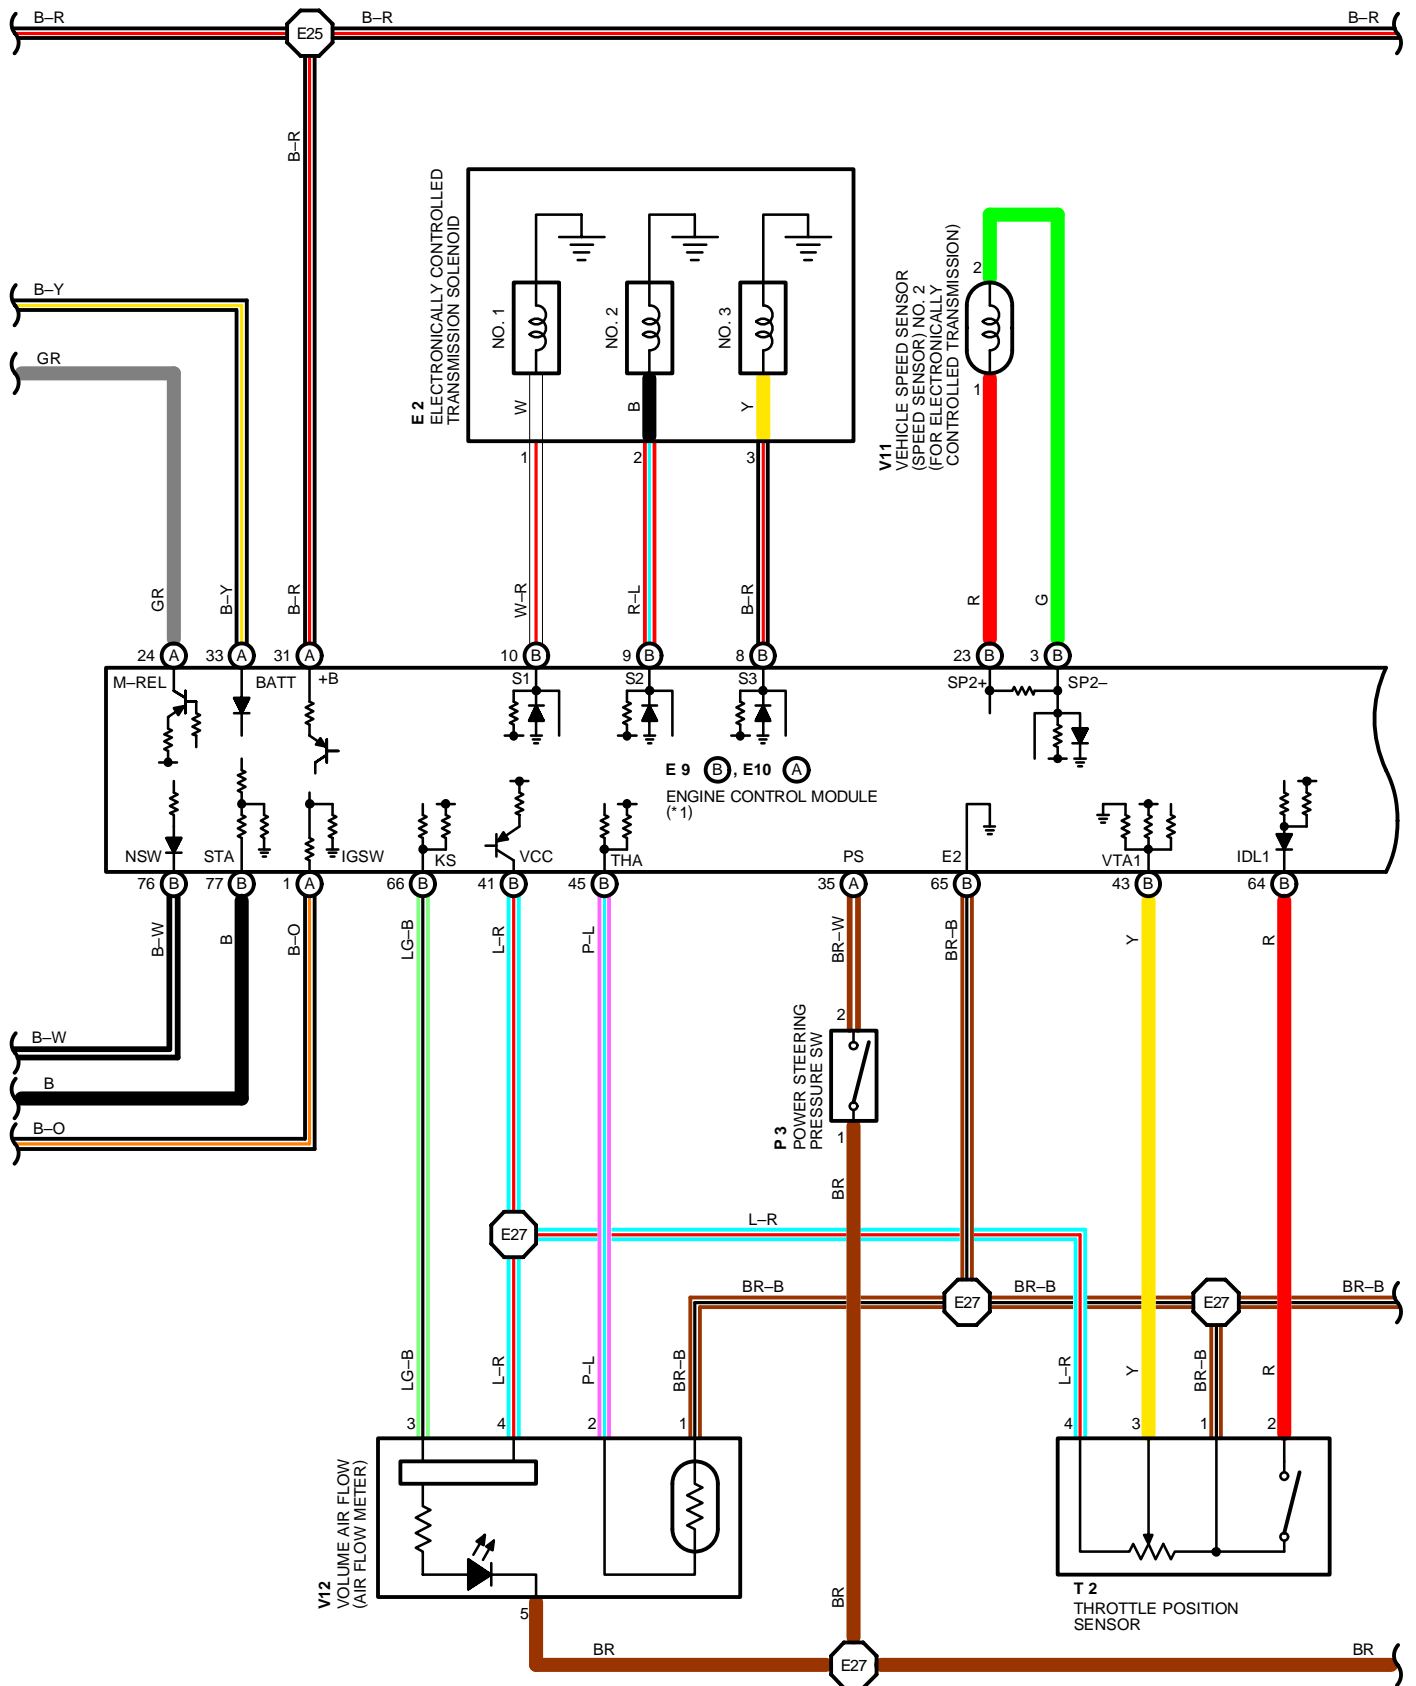 B–R
B–R
B–R
E25
B–R
B–Y
GR
E 2
ELECTRONICALLY CONTROLLED
TRANSMISSION SOLENOID
NO. 1
NO. 2
NO. 3
W
B
Y
1
2
3
V11
VEHICLE SPEED SENSOR
(SPEED SENSOR) NO. 2
(FOR ELECTRONICALLY
CONTROLLED TRANSMISSION)
2
1
GR
B–Y
B–R
W–R
R–L
B–R
R
G
24 A
33 A
31 A
10 B
9 B
8 B
23 B
3 B
M–REL
BATT
+B
S1
S2
S3
SP2+
SP2–
E 9 B , E10 A
ENGINE CONTROL MODULE
(*1)
NSW
STA
IGSW
KS
VCC
THA
PS
E2
VTA1
IDL1
76 B
77 B
1 A
66 B
41 B
45 B
35 A
65 B
43 B
64 B
B–W
B
B–O
LG–B
L–R
P–L
BR–W
BR–B
Y
R
B–W
B
B–O
2
P 3
POWER STEERING
PRESSURE SW
1
BR
E27
L–R
BR–B
E27
BR–B
E27
BR–B
LG–B
L–R
P–L
BR–B
L–R
Y
BR–B
R
3
4
2
1
4
3
1
2
V12
VOLUME AIR FLOW
(AIR FLOW METER)
5
BR
T 2
THROTTLE POSITION
SENSOR
BR
E27
BR